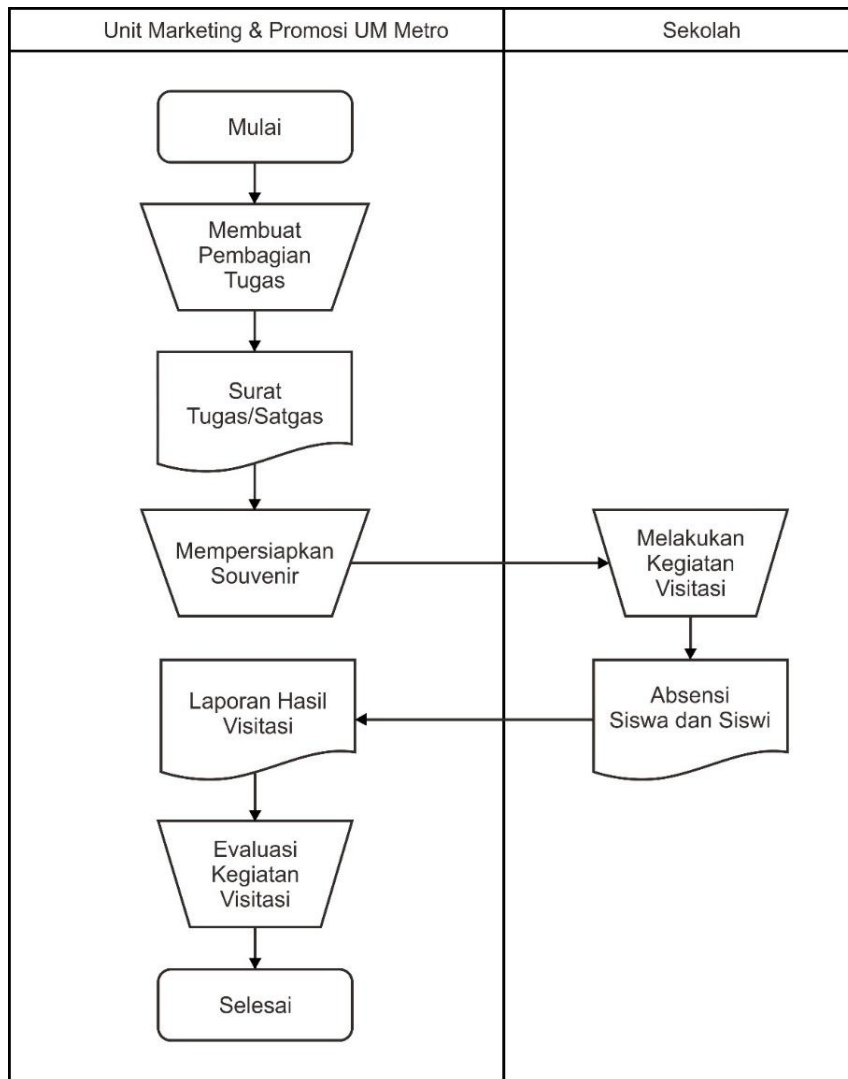 Unit Marketing & Promosi UM Metro
Sekolah
Mulai
Membuat
Pembagian
Tugas
Surat
Tugas/Satgas
Mempersiapkan
Souvenir
Melakukan
Kegiatan
Visitasi
Absensi
Siswa dan Siswi
Laporan Hasil
Visitasi
Evaluasi
Kegiatan
Visitasi
Selesai